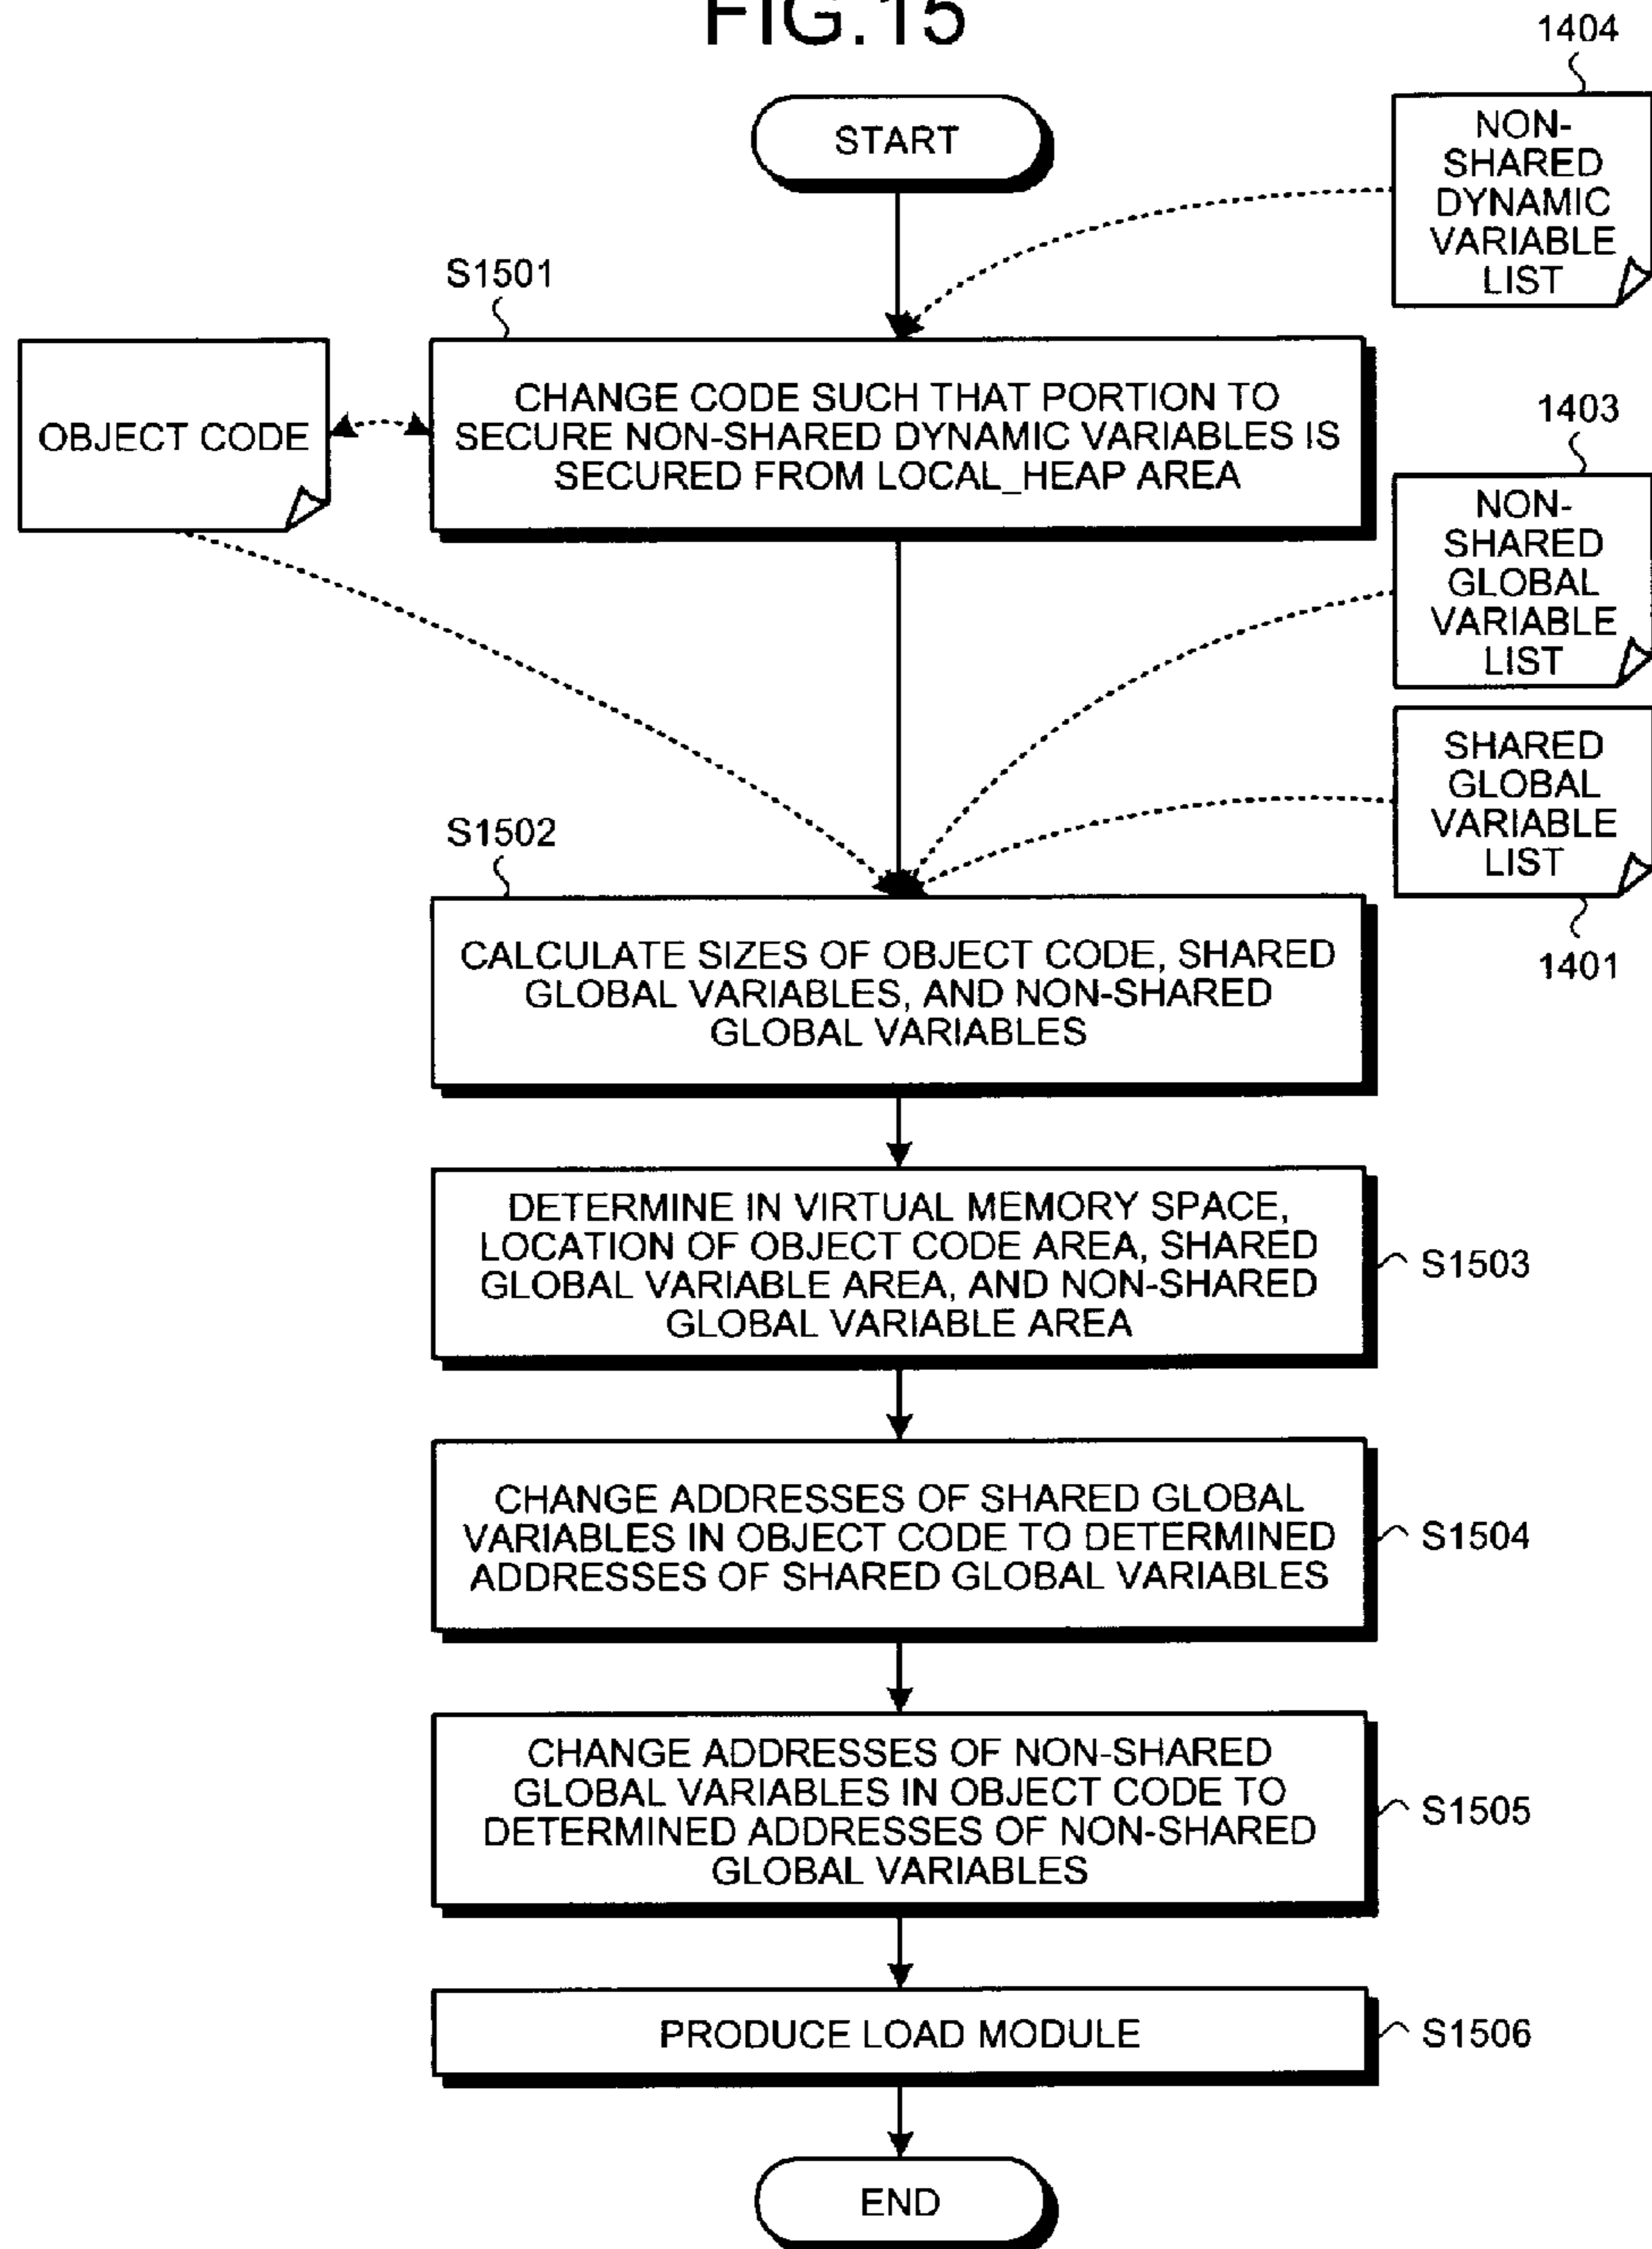 FIG.15
1404
START
NON-
SHARED
DYNAMIC
VARIABLE
LIST
S1501
OBJECT CODE
CHANGE CODE SUCH THAT PORTION TO
SECURE NON-SHARED DYNAMIC VARIABLES IS
SECURED FROM LOCAL_HEAP AREA
1403
NON-
SHARED
GLOBAL
VARIABLE
LIST
SHARED
GLOBAL
VARIABLE
LIST
1401
S1502
CALCULATE SIZES OF OBJECT CODE, SHARED
GLOBAL VARIABLES, AND NON-SHARED
GLOBAL VARIABLES
DETERMINE IN VIRTUAL MEMORY SPACE,
LOCATION OF OBJECT CODE AREA, SHARED
GLOBAL VARIABLE AREA, AND NON-SHARED
GLOBAL VARIABLE AREA
S1503
CHANGE ADDRESSES OF SHARED GLOBAL
VARIABLES IN OBJECT CODE TO DETERMINED
ADDRESSES OF SHARED GLOBAL VARIABLES
S1504
CHANGE ADDRESSES OF NON-SHARED
GLOBAL VARIABLES IN OBJECT CODE TO
DETERMINED ADDRESSES OF NON-SHARED
GLOBAL VARIABLES
S1505
PRODUCE LOAD MODULE
S1506
END